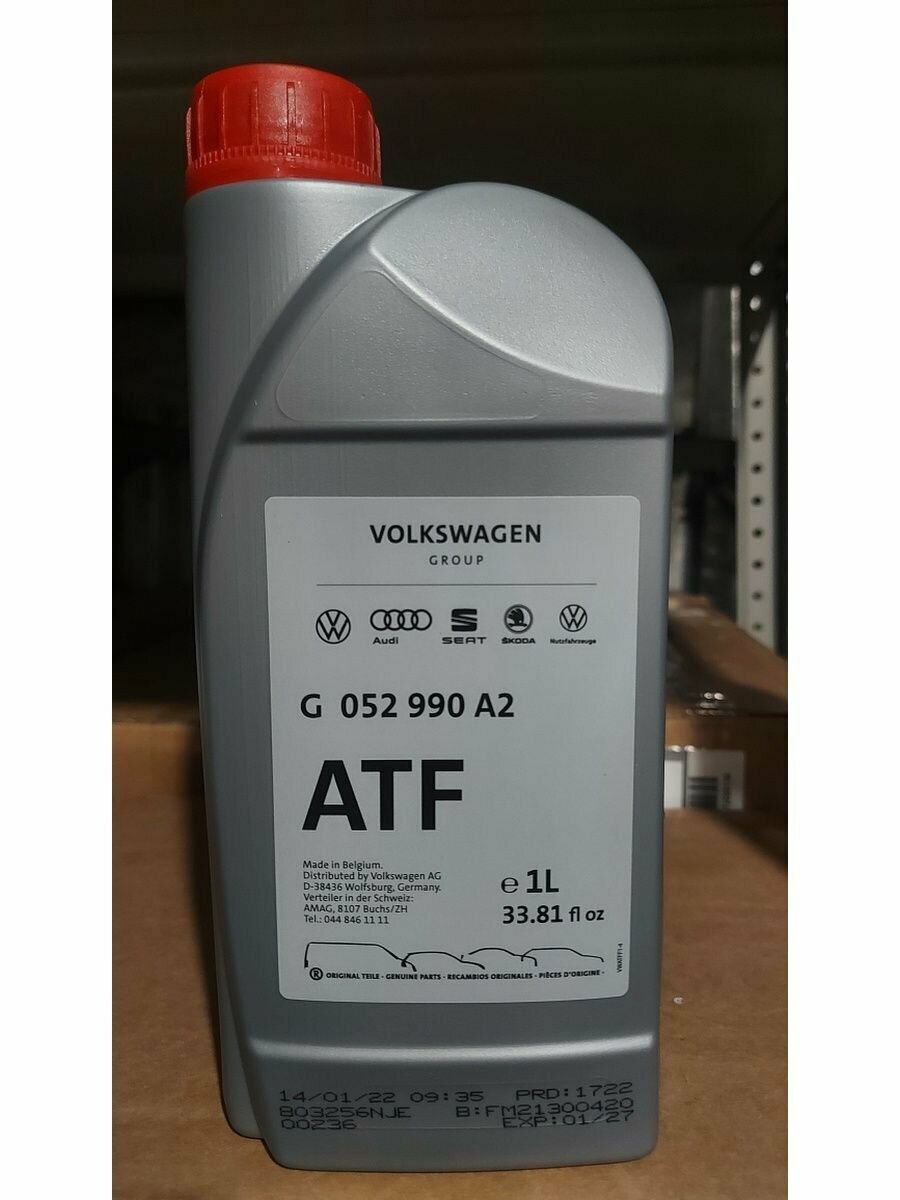 VOLKSWAGEN
GROUP
Audi SEAT ŠKODA Nutzfahrzeuge
G 052 990 A2
ATF
Made in Belgium.
Distributed by Volkswagen AG
D-38436 Wolfsburg, Germany.
Verteiler in der Schweiz:
AMAG, 8107 Buchs/ZH
Tel.: 044 846 11 11
℮ 1L
33.81 fl oz
® ORIGINAL TEILE - GENUINE PARTS - RECAMBIOS ORIGINALES - PIÈCES D'ORIGINE -
14/01/22 09:35 PRD:1722
803256NJE B:FM21300420
00236 EXP:01/27